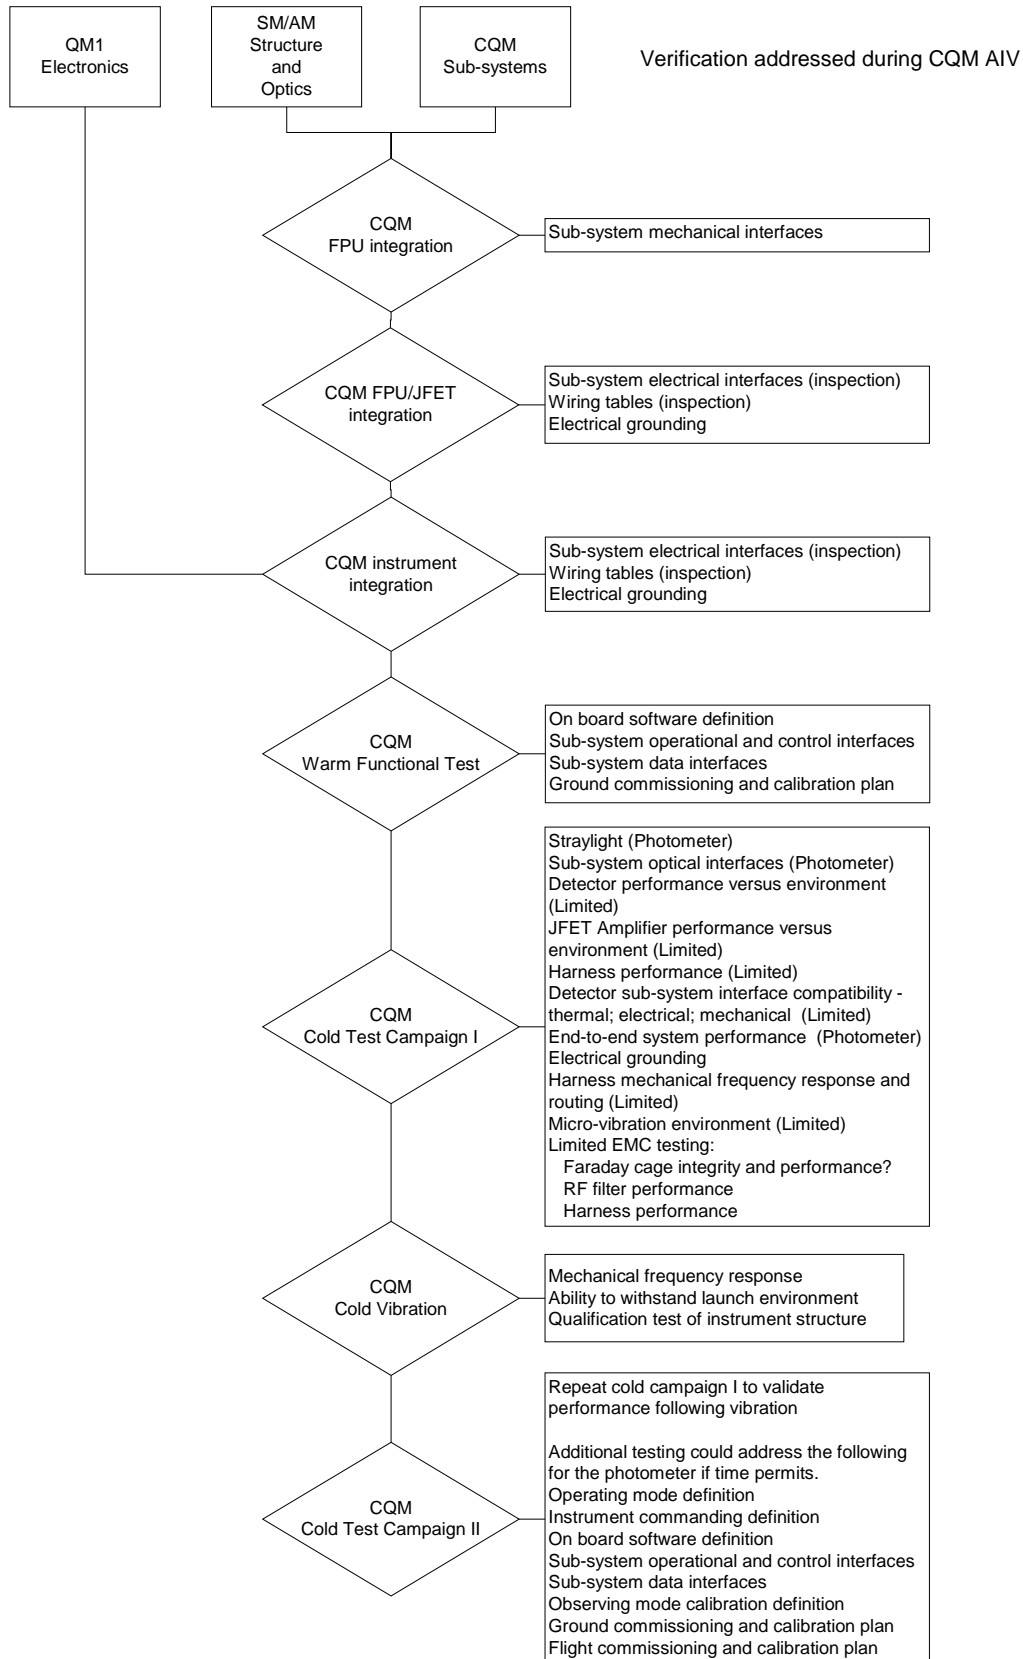 QM1
Electronics
SM/AM
Structure
and
Optics
CQM
Sub-systems
Verification addressed during CQM AIV
CQM
FPU integration
Sub-system mechanical interfaces
CQM FPU/JFET
integration
Sub-system electrical interfaces (inspection)
Wiring tables (inspection)
Electrical grounding
CQM instrument
integration
Sub-system electrical interfaces (inspection)
Wiring tables (inspection)
Electrical grounding
CQM
Warm Functional Test
On board software definition
Sub-system operational and control interfaces
Sub-system data interfaces
Ground commissioning and calibration plan
CQM
Cold Test Campaign I
Straylight (Photometer)
Sub-system optical interfaces (Photometer)
Detector performance versus environment
(Limited)
JFET Amplifier performance versus
environment (Limited)
Harness performance (Limited)
Detector sub-system interface compatibility -
thermal; electrical; mechanical  (Limited)
End-to-end system performance  (Photometer)
Electrical grounding
Harness mechanical frequency response and
routing (Limited)
Micro-vibration environment (Limited)
Limited EMC testing:
Faraday cage integrity and performance?
RF filter performance
Harness performance
CQM
Cold Vibration
Mechanical frequency response
Ability to withstand launch environment
Qualification test of instrument structure
CQM
Cold Test Campaign II
Repeat cold campaign I to validate
performance following vibration
Additional testing could address the following
for the photometer if time permits.
Operating mode definition
Instrument commanding definition
On board software definition
Sub-system operational and control interfaces
Sub-system data interfaces
Observing mode calibration definition
Ground commissioning and calibration plan
Flight commissioning and calibration plan